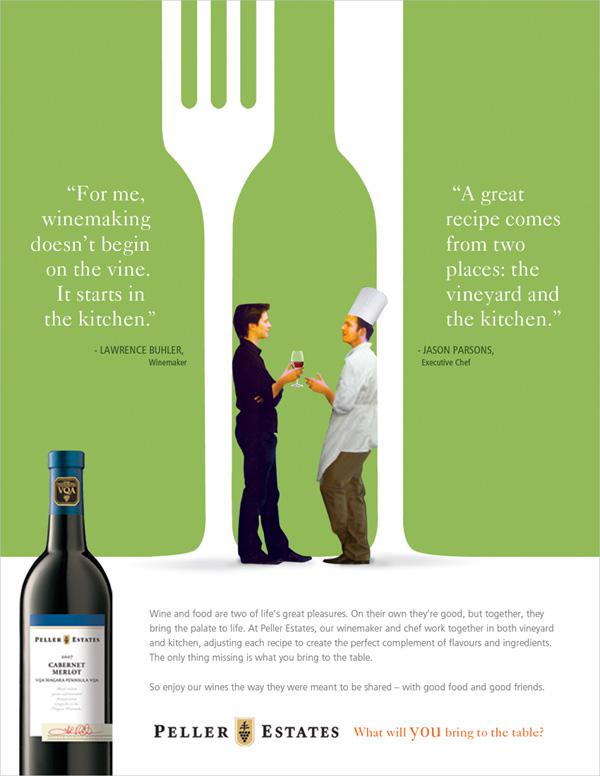 “For me,
winemaking
doesn’t begin
on the vine.
It starts in
the kitchen.”
- LAWRENCE BUHLER,
Winemaker
“A great
recipe comes
from two
places: the
vineyard and
the kitchen.”
- JASON PARSONS,
Executive Chef
VQA
PELLER ESTATES
2007
CABERNET
MERLOT
VQA NIAGARA PENINSULA VQA
Wine and food are two of life’s great pleasures. On their own they’re good, but together, they
bring the palate to life. At Peller Estates, our winemaker and chef work together in both vineyard
and kitchen, adjusting each recipe to create the perfect complement of flavours and ingredients.
The only thing missing is what you bring to the table.
So enjoy our wines the way they were meant to be shared – with good food and good friends.
PELLER ESTATES What will you bring to the table?